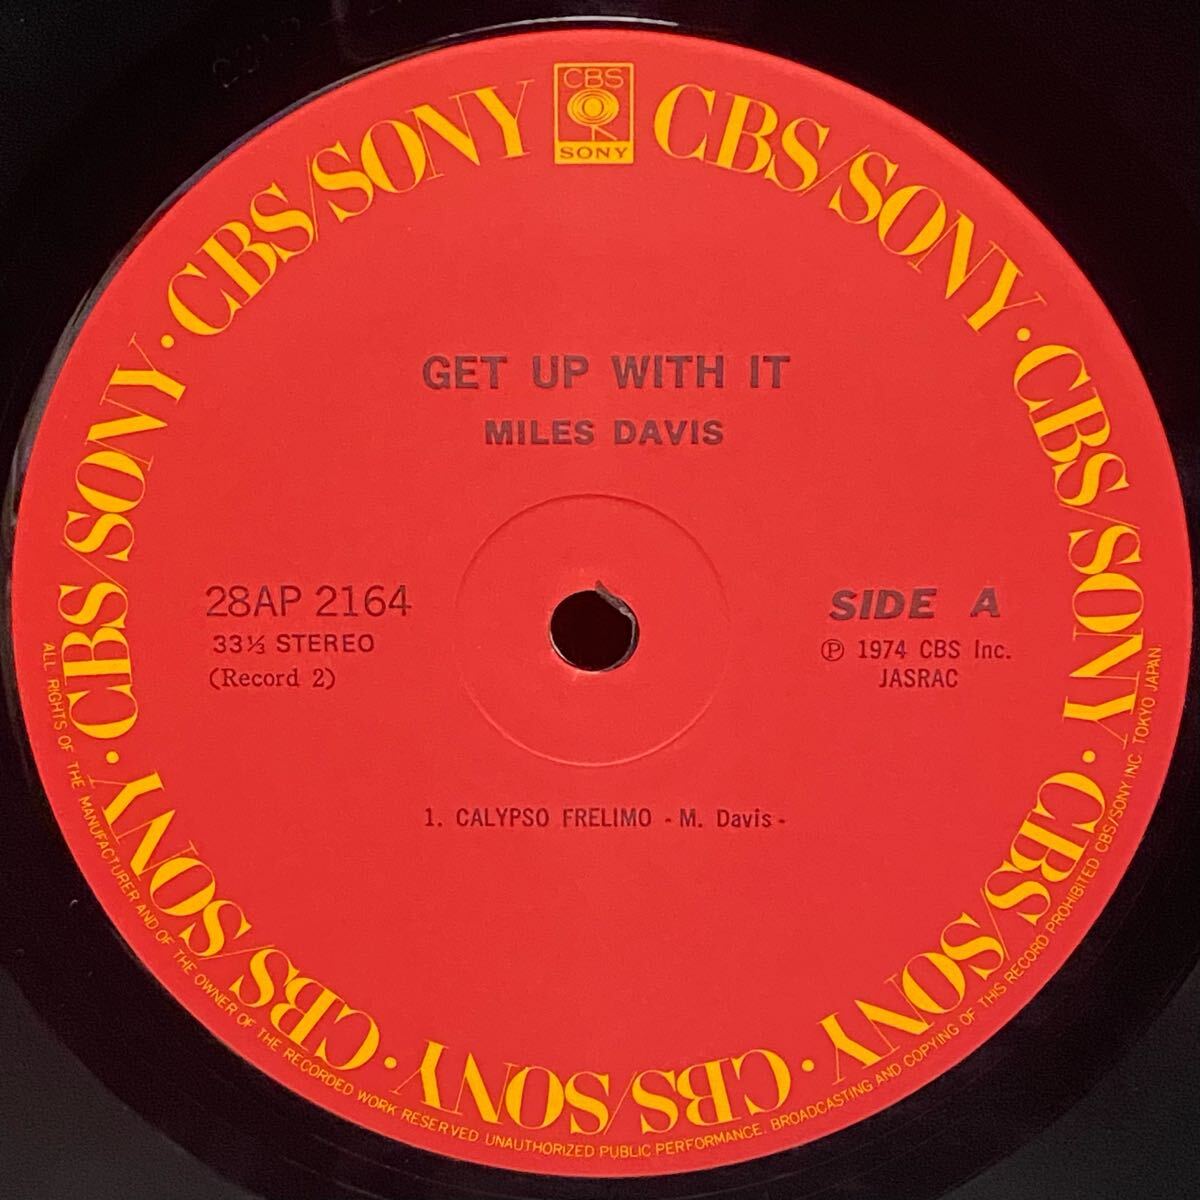 CBS
SONY
CBS/SONY · CBS/SONY · CBS/SONY · CBS/SONY · CBS/SONY · CBS/SONY · CBS/SONY · CBS/SONY
GET UP WITH IT
MILES DAVIS
28AP 2164
33⅓ STEREO
(Record 2)
SIDE A
Ⓟ 1974 CBS Inc.
JASRAC
1. CALYPSO FRELIMO - M. Davis -
ALL RIGHTS OF THE MANUFACTURER AND OF THE OWNER OF THE RECORDED WORK RESERVED UNAUTHORIZED PUBLIC PERFORMANCE. BROADCASTING AND COPYING OF THIS RECORD PROHIBITED CBS/SONY INC. TOKYO JAPAN